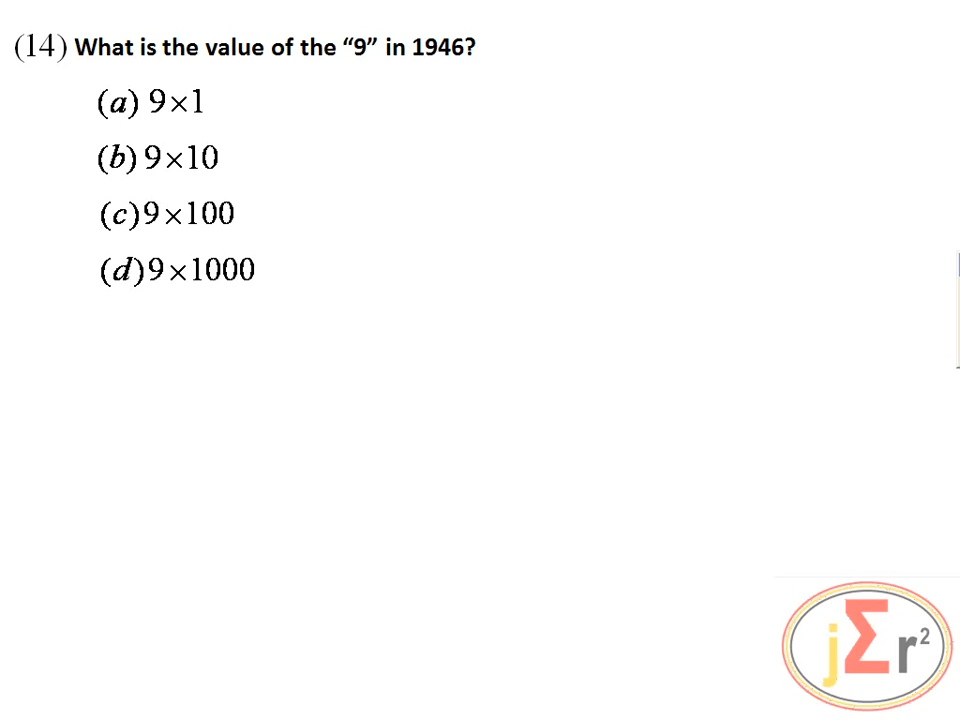 (14) What is the value of the “9” in 1946?
(a) 9×1
(b) 9×10
(c) 9×100
(d) 9×1000
jΣr²